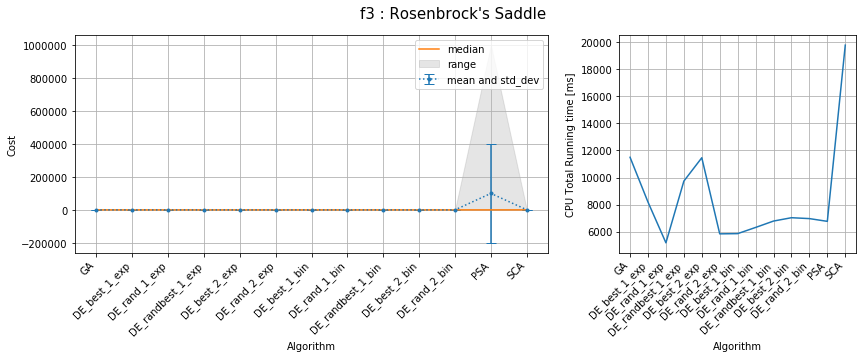 f3 : Rosenbrock's Saddle
Cost
1000000
800000
600000
400000
200000
0
−200000
median
range
mean and std_dev
GA
DE_best_1_exp
DE_rand_1_exp
DE_randbest_1_exp
DE_best_2_exp
DE_rand_2_exp
DE_best_1_bin
DE_rand_1_bin
DE_randbest_1_bin
DE_best_2_bin
DE_rand_2_bin
PSA
SCA
Algorithm
CPU Total Running time [ms]
20000
18000
16000
14000
12000
10000
8000
6000
GA
DE_best_1_exp
DE_rand_1_exp
DE_randbest_1_exp
DE_best_2_exp
DE_rand_2_exp
DE_best_1_bin
DE_rand_1_bin
DE_randbest_1_bin
DE_best_2_bin
DE_rand_2_bin
PSA
SCA
Algorithm